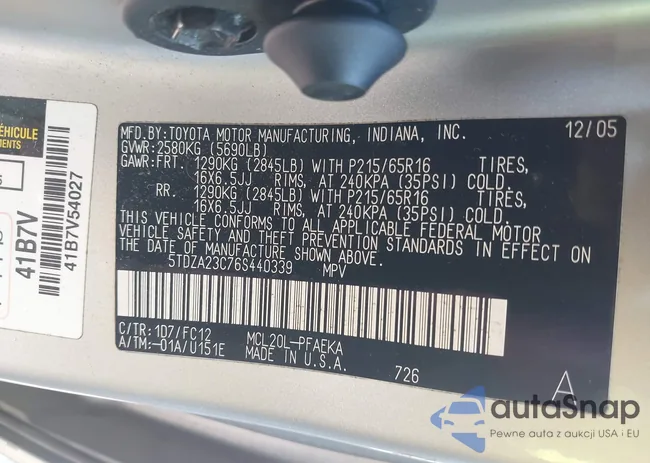 MFD.BY:TOYOTA MOTOR MANUFACTURING, INDIANA, INC. 12/05
GVWR:2580KG (5690LB)
GAWR:FRT. 1290KG (2845LB) WITH P215/65R16 TIRES,
16X6.5JJ RIMS, AT 240KPA (35PSI) COLD.
RR. 1290KG (2845LB) WITH P215/65R16 TIRES,
16X6.5JJ RIMS, AT 240KPA (35PSI) COLD.
THIS VEHICLE CONFORMS TO ALL APPLICABLE FEDERAL MOTOR
VEHICLE SAFETY AND THEFT PREVENTION STANDARDS IN EFFECT ON
THE DATE OF MANUFACTURE SHOWN ABOVE.
5TDZA23C76S440339 MPV
C/TR:1D7/FC12 MCL20L-PFAEKA
A/TM:-01A/U151E MADE IN U.S.A.
726
A
ÉHICULE
MENTS
41B7V
41B7V54027
autoSnap
Pewne auta z aukcji USA i EU